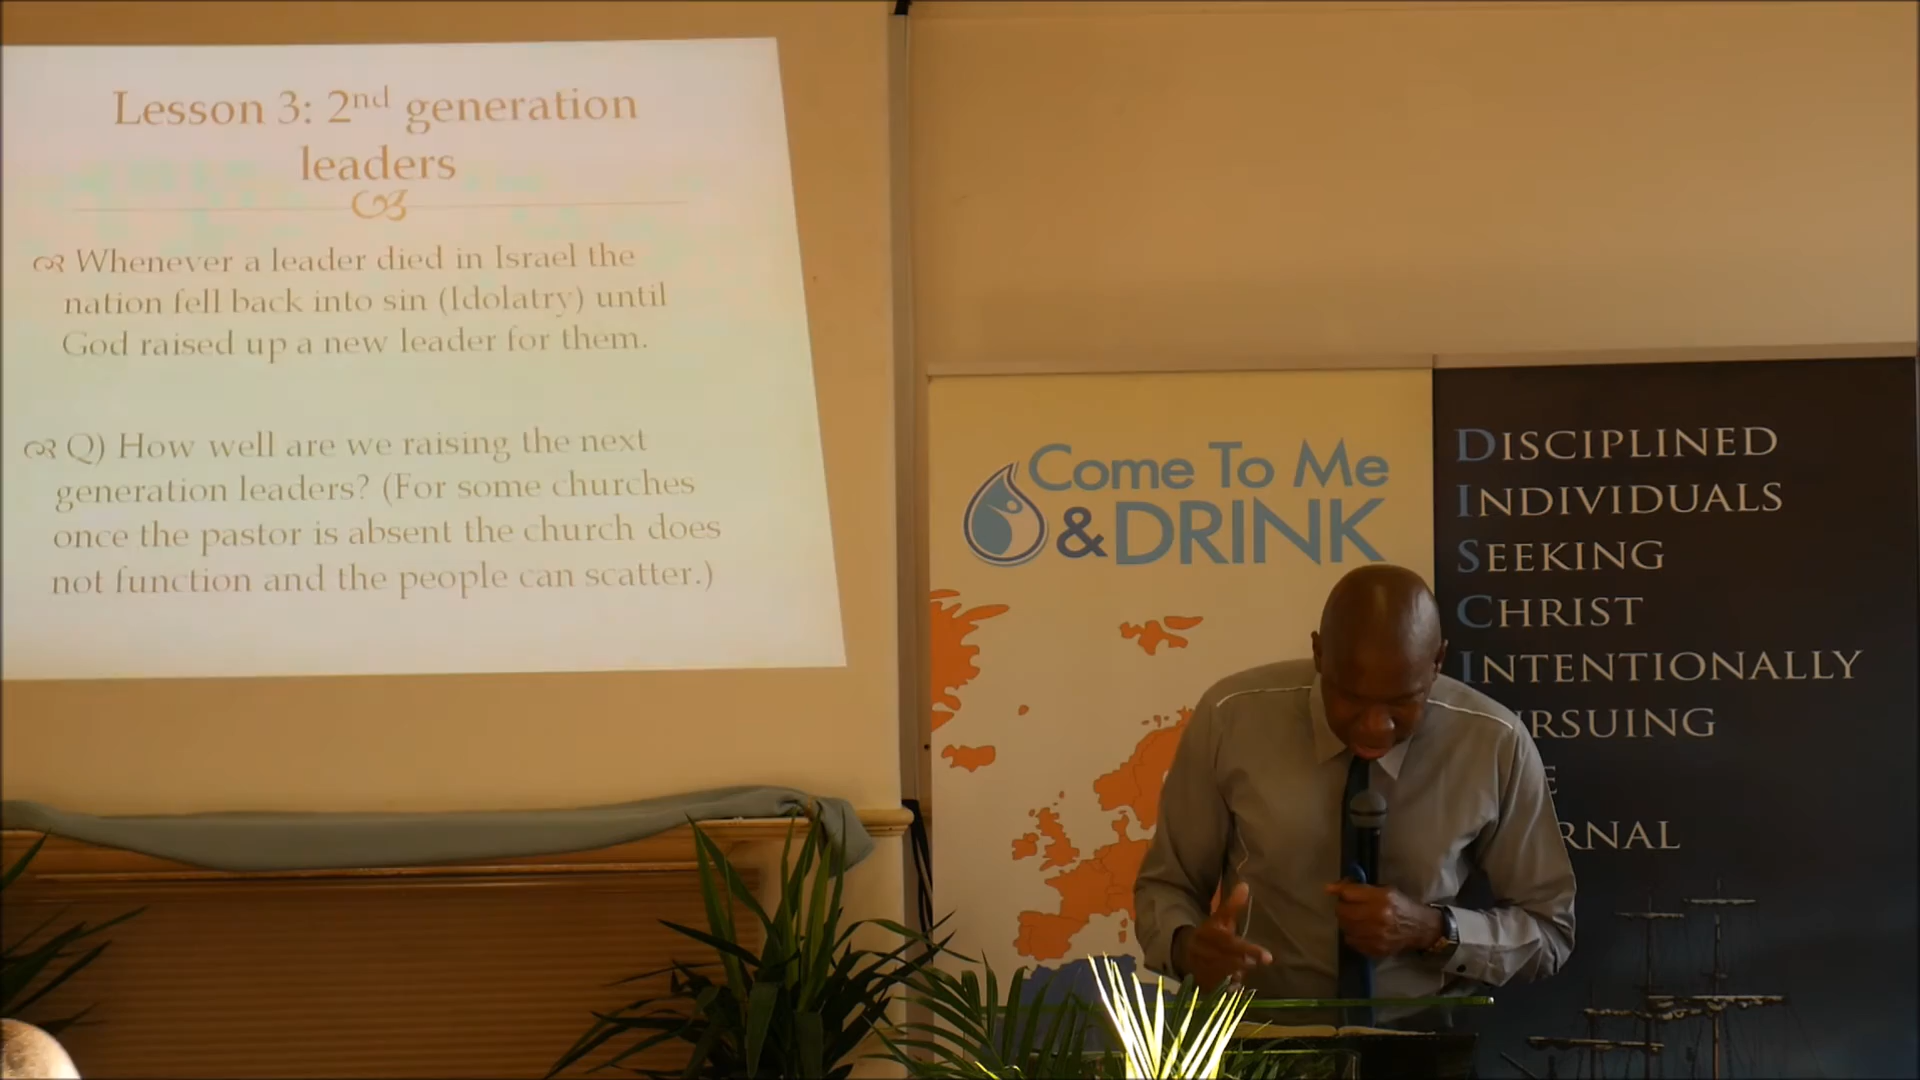 Lesson 3: 2nd generation
leaders
Whenever a leader died in Israel the
nation fell back into sin (Idolatry) until
God raised up a new leader for them.
Q) How well are we raising the next
generation leaders? (For some churches
once the pastor is absent the church does
not function and the people can scatter.)
Come To Me
& DRINK
DISCIPLINED
INDIVIDUALS
SEEKING
CHRIST
INTENTIONALLY
RSUING
E
RNAL